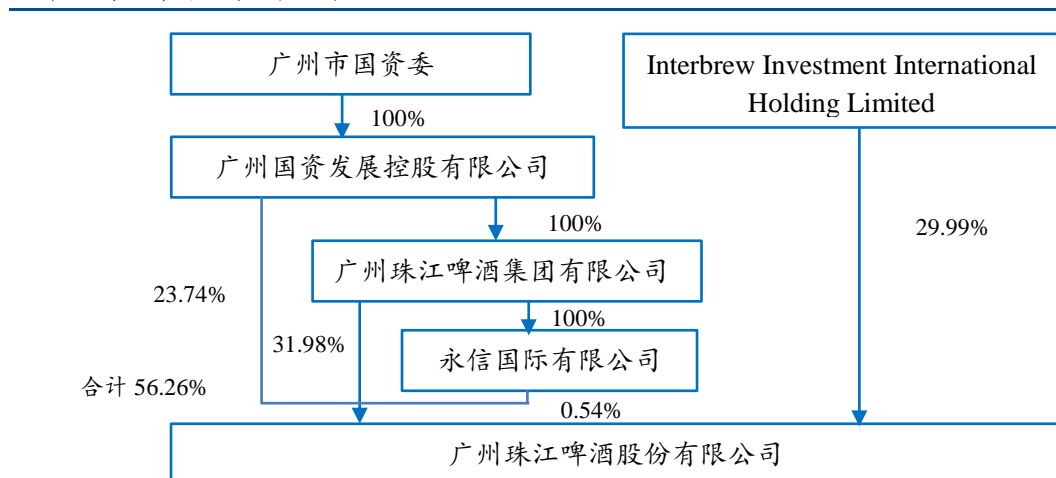 广州市国资委
Interbrew Investment International
Holding Limited
100%
广州国资发展控股有限公司
100%
29.99%
广州珠江啤酒集团有限公司
23.74%
100%
31.98%
永信国际有限公司
合计 56.26%
0.54%
广州珠江啤酒股份有限公司